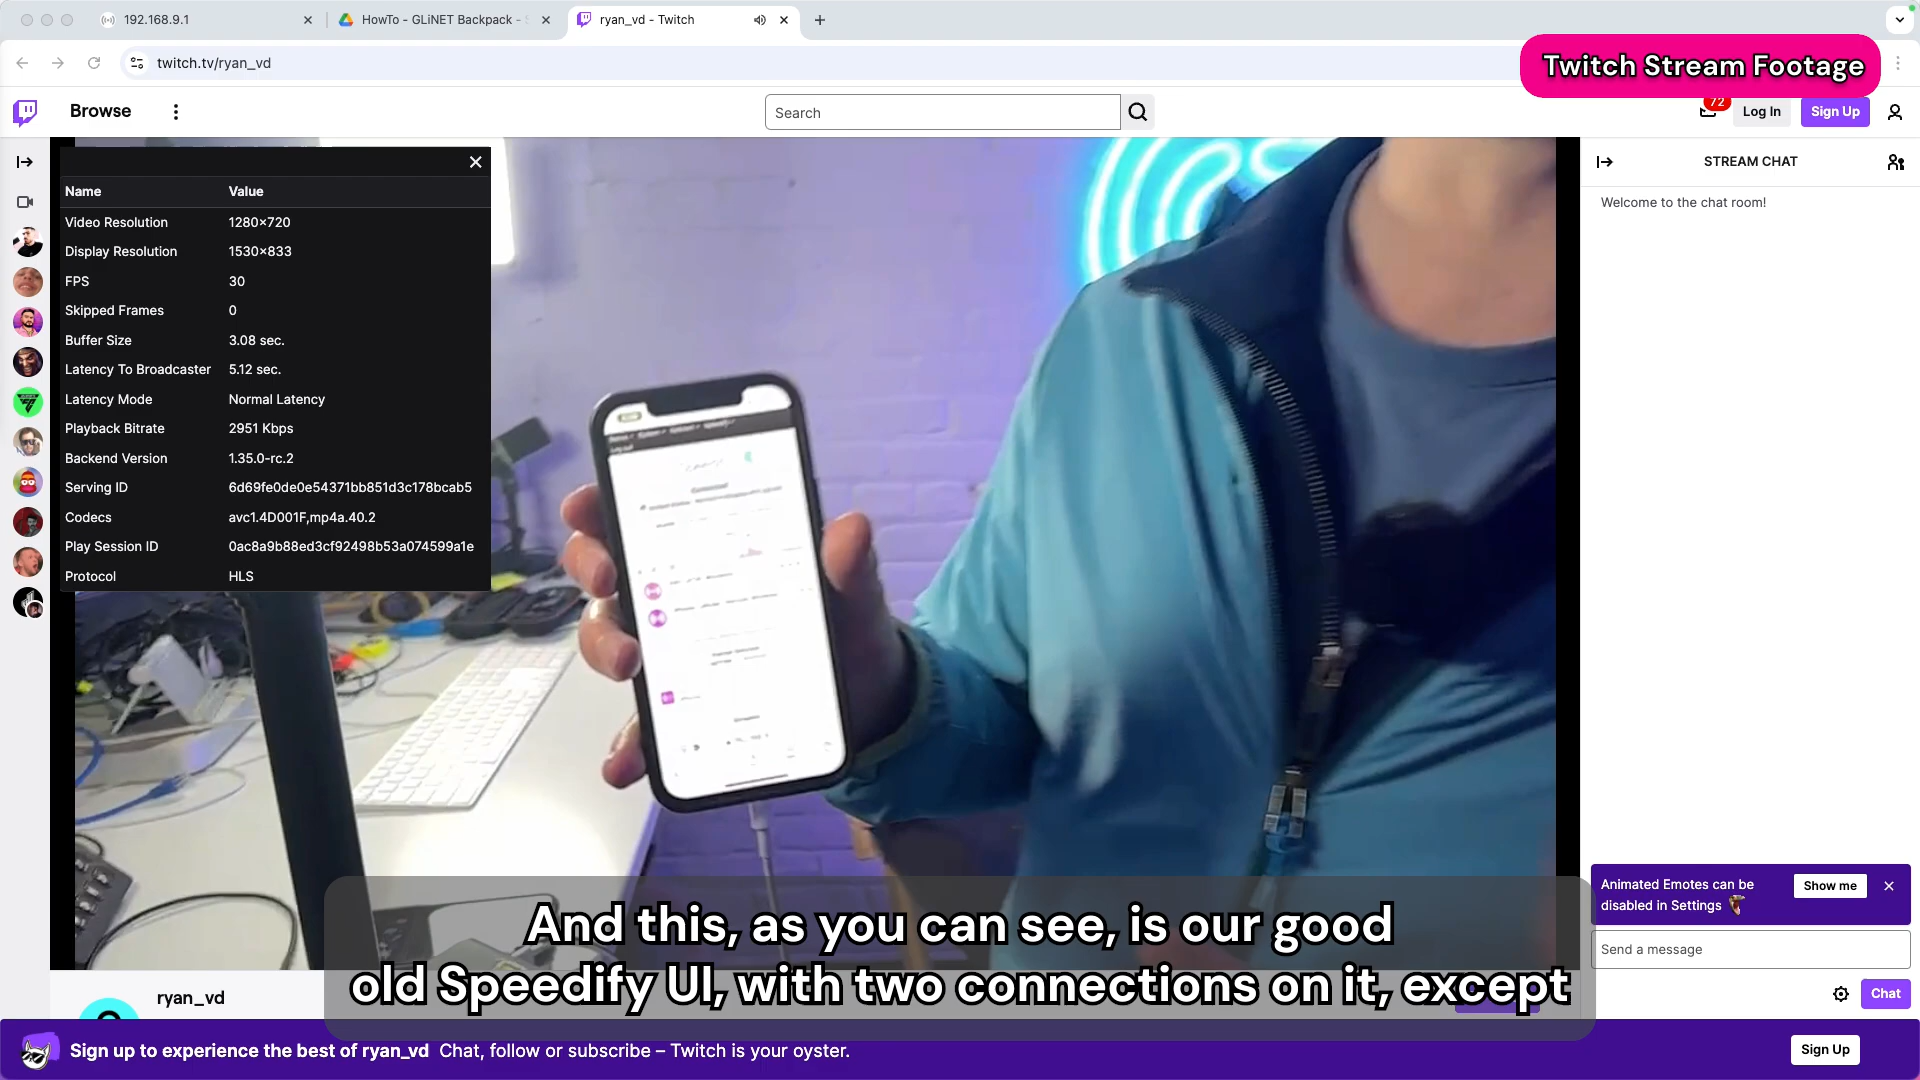 192.168.9.1
HowTo - GLiNET Backpack -
ryan_vd - Twitch
twitch.tv/ryan_vd
Twitch Stream Footage
Browse
Search
72
Log In
Sign Up
STREAM CHAT
Welcome to the chat room!
Name Value
Video Resolution 1280×720
Display Resolution 1530×833
FPS 30
Skipped Frames 0
Buffer Size 3.08 sec.
Latency To Broadcaster 5.12 sec.
Latency Mode Normal Latency
Playback Bitrate 2951 Kbps
Backend Version 1.35.0-rc.2
Serving ID 6d69fe0de0e54371bb851d3c178bcab5
Codecs avc1.4D001F,mp4a.40.2
Play Session ID 0ac8a9b88ed3cf92498b53a074599a1e
Protocol HLS
Animated Emotes can be
disabled in Settings
Show me
Send a message
Chat
And this, as you can see, is our good
old Speedify UI, with two connections on it, except
ryan_vd
Sign up to experience the best of ryan_vd Chat, follow or subscribe – Twitch is your oyster.
Sign Up